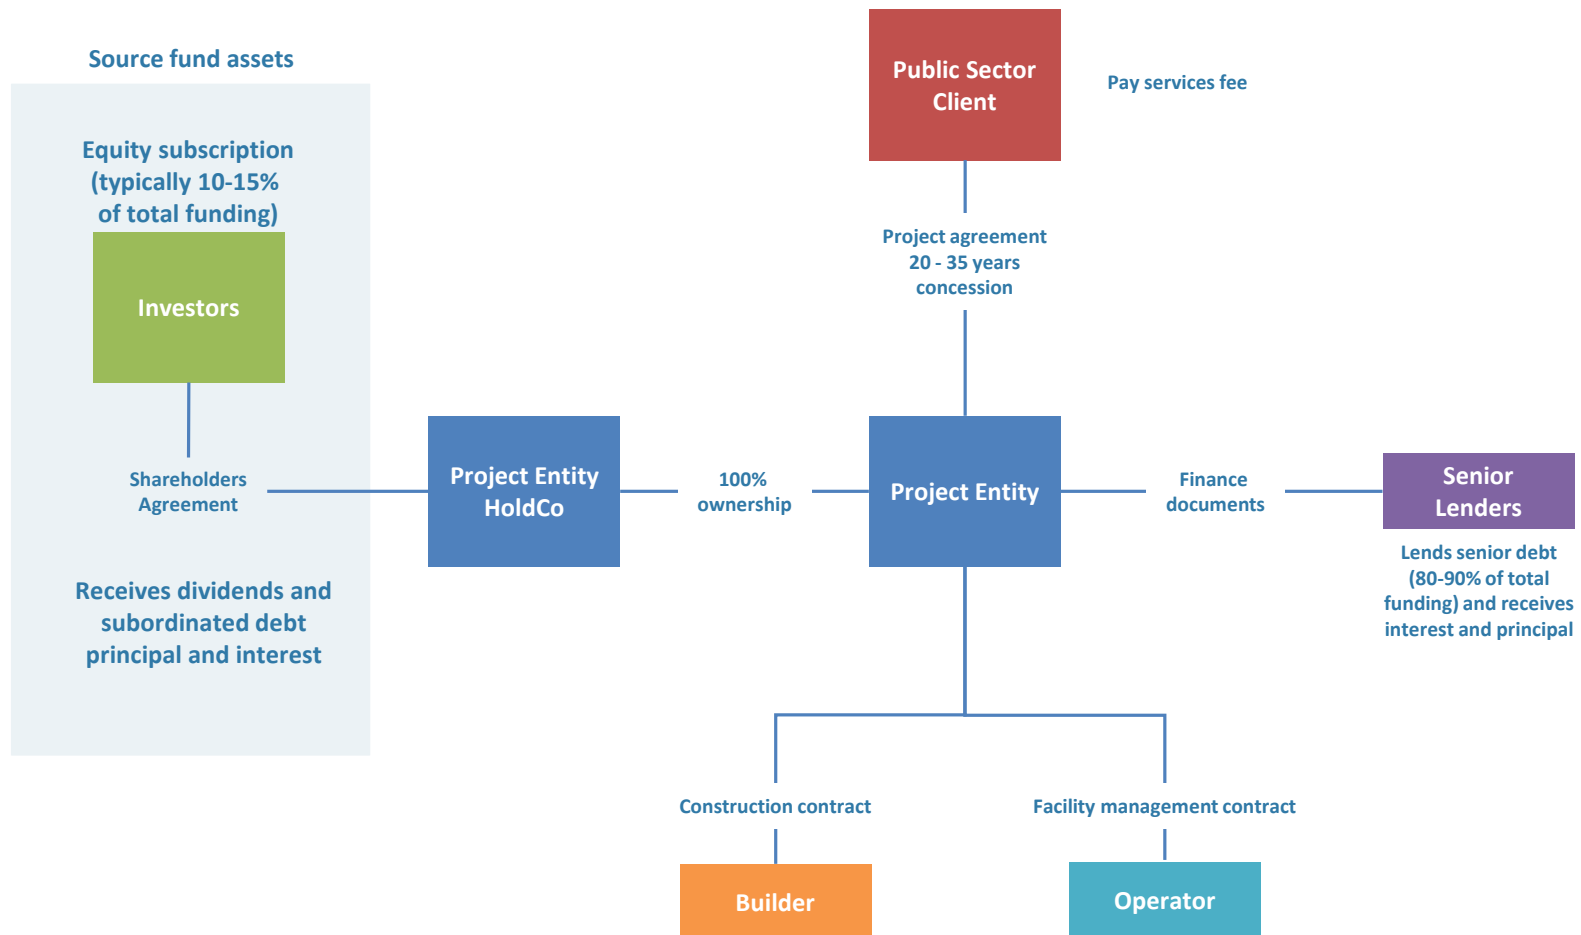 Source fund assets
Equity subscription
(typically 10-15%
of total funding)
Investors
Shareholders
Agreement
Receives dividends and
subordinated debt
principal and interest
Project Entity
HoldCo
100%
ownership
Public Sector
Client
Pay services fee
Project agreement
20 - 35 years
concession
Project Entity
Finance
documents
Senior
Lenders
Lends senior debt
(80-90% of total
funding) and receives
interest and principal
Construction contract
Builder
Facility management contract
Operator